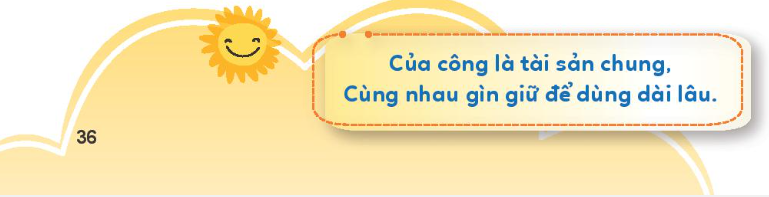 Của công là tài sản chung,
Cùng nhau gìn giữ để dùng dài lâu.
36